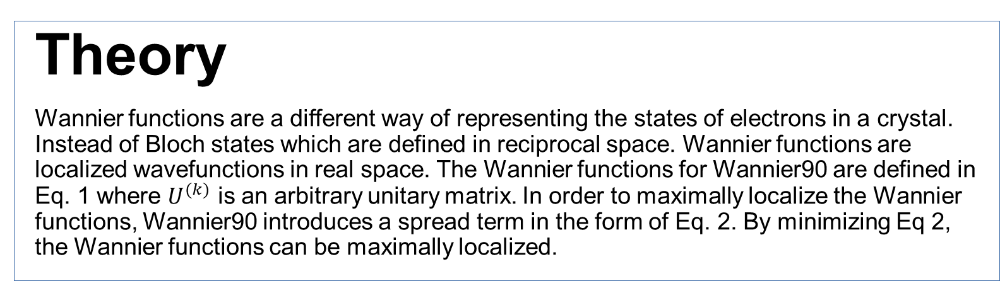 Theory
Wannier functions are a different way of representing the states of electrons in a crystal.
Instead of Bloch states which are defined in reciprocal space. Wannier functions are
localized wavefunctions in real space. The Wannier functions for Wannier90 are defined in
Eq. 1 where 𝑈⁽ᵏ⁾ is an arbitrary unitary matrix. In order to maximally localize the Wannier
functions, Wannier90 introduces a spread term in the form of Eq. 2. By minimizing Eq 2,
the Wannier functions can be maximally localized.